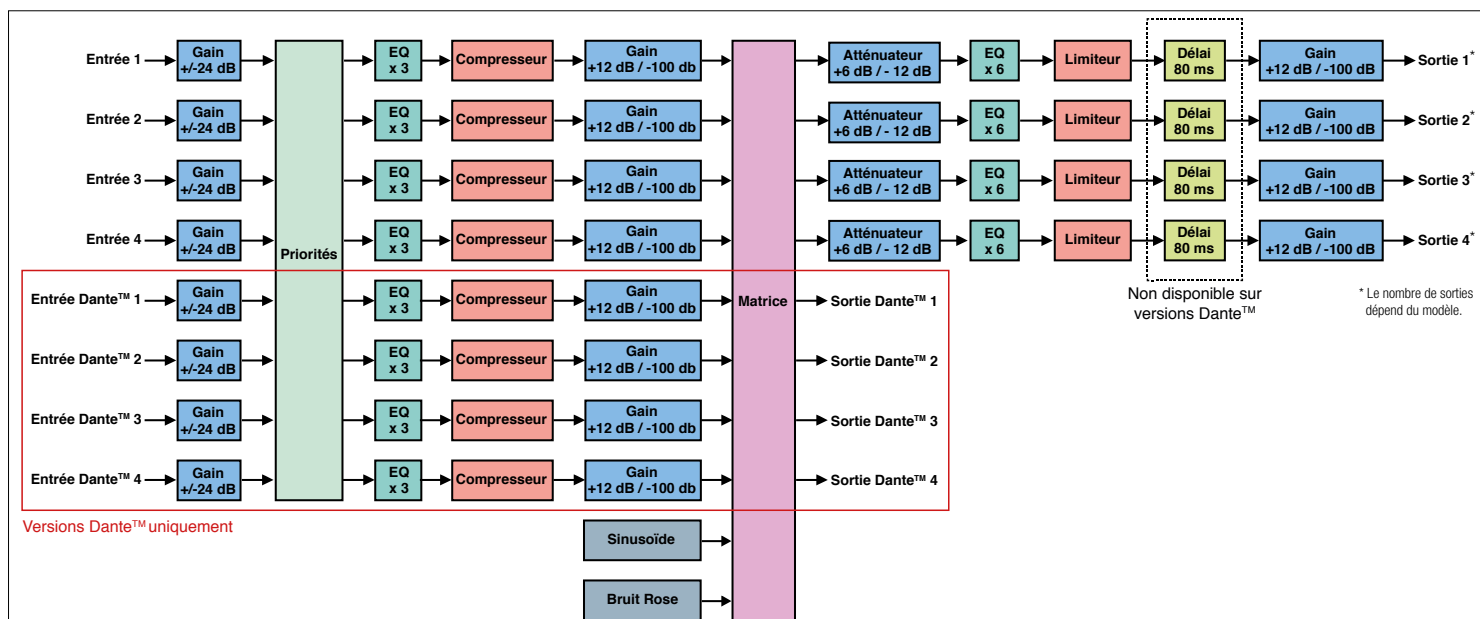 Entrée 1
Gain
+/-24 dB
EQ
x 3
Compresseur
Gain
+12 dB / -100 db
Atténuateur
+6 dB / - 12 dB
EQ
x 6
Limiteur
Délai
80 ms
Gain
+12 dB / -100 dB
Sortie 1*
Entrée 2
Gain
+/-24 dB
EQ
x 3
Compresseur
Gain
+12 dB / -100 db
Atténuateur
+6 dB / - 12 dB
EQ
x 6
Limiteur
Délai
80 ms
Gain
+12 dB / -100 dB
Sortie 2*
Entrée 3
Gain
+/-24 dB
EQ
x 3
Compresseur
Gain
+12 dB / -100 db
Atténuateur
+6 dB / - 12 dB
EQ
x 6
Limiteur
Délai
80 ms
Gain
+12 dB / -100 dB
Sortie 3*
Entrée 4
Gain
+/-24 dB
EQ
x 3
Compresseur
Gain
+12 dB / -100 db
Atténuateur
+6 dB / - 12 dB
EQ
x 6
Limiteur
Délai
80 ms
Gain
+12 dB / -100 dB
Sortie 4*
Priorités
Matrice
Entrée Dante™ 1
Gain
+/-24 dB
EQ
x 3
Compresseur
Gain
+12 dB / -100 db
Sortie Dante™ 1
Non disponible sur
versions Dante™
* Le nombre de sorties
dépend du modèle.
Entrée Dante™ 2
Gain
+/-24 dB
EQ
x 3
Compresseur
Gain
+12 dB / -100 db
Sortie Dante™ 2
Entrée Dante™ 3
Gain
+/-24 dB
EQ
x 3
Compresseur
Gain
+12 dB / -100 db
Sortie Dante™ 3
Entrée Dante™ 4
Gain
+/-24 dB
EQ
x 3
Compresseur
Gain
+12 dB / -100 db
Sortie Dante™ 4
Versions Dante™ uniquement
Sinusoïde
Bruit Rose